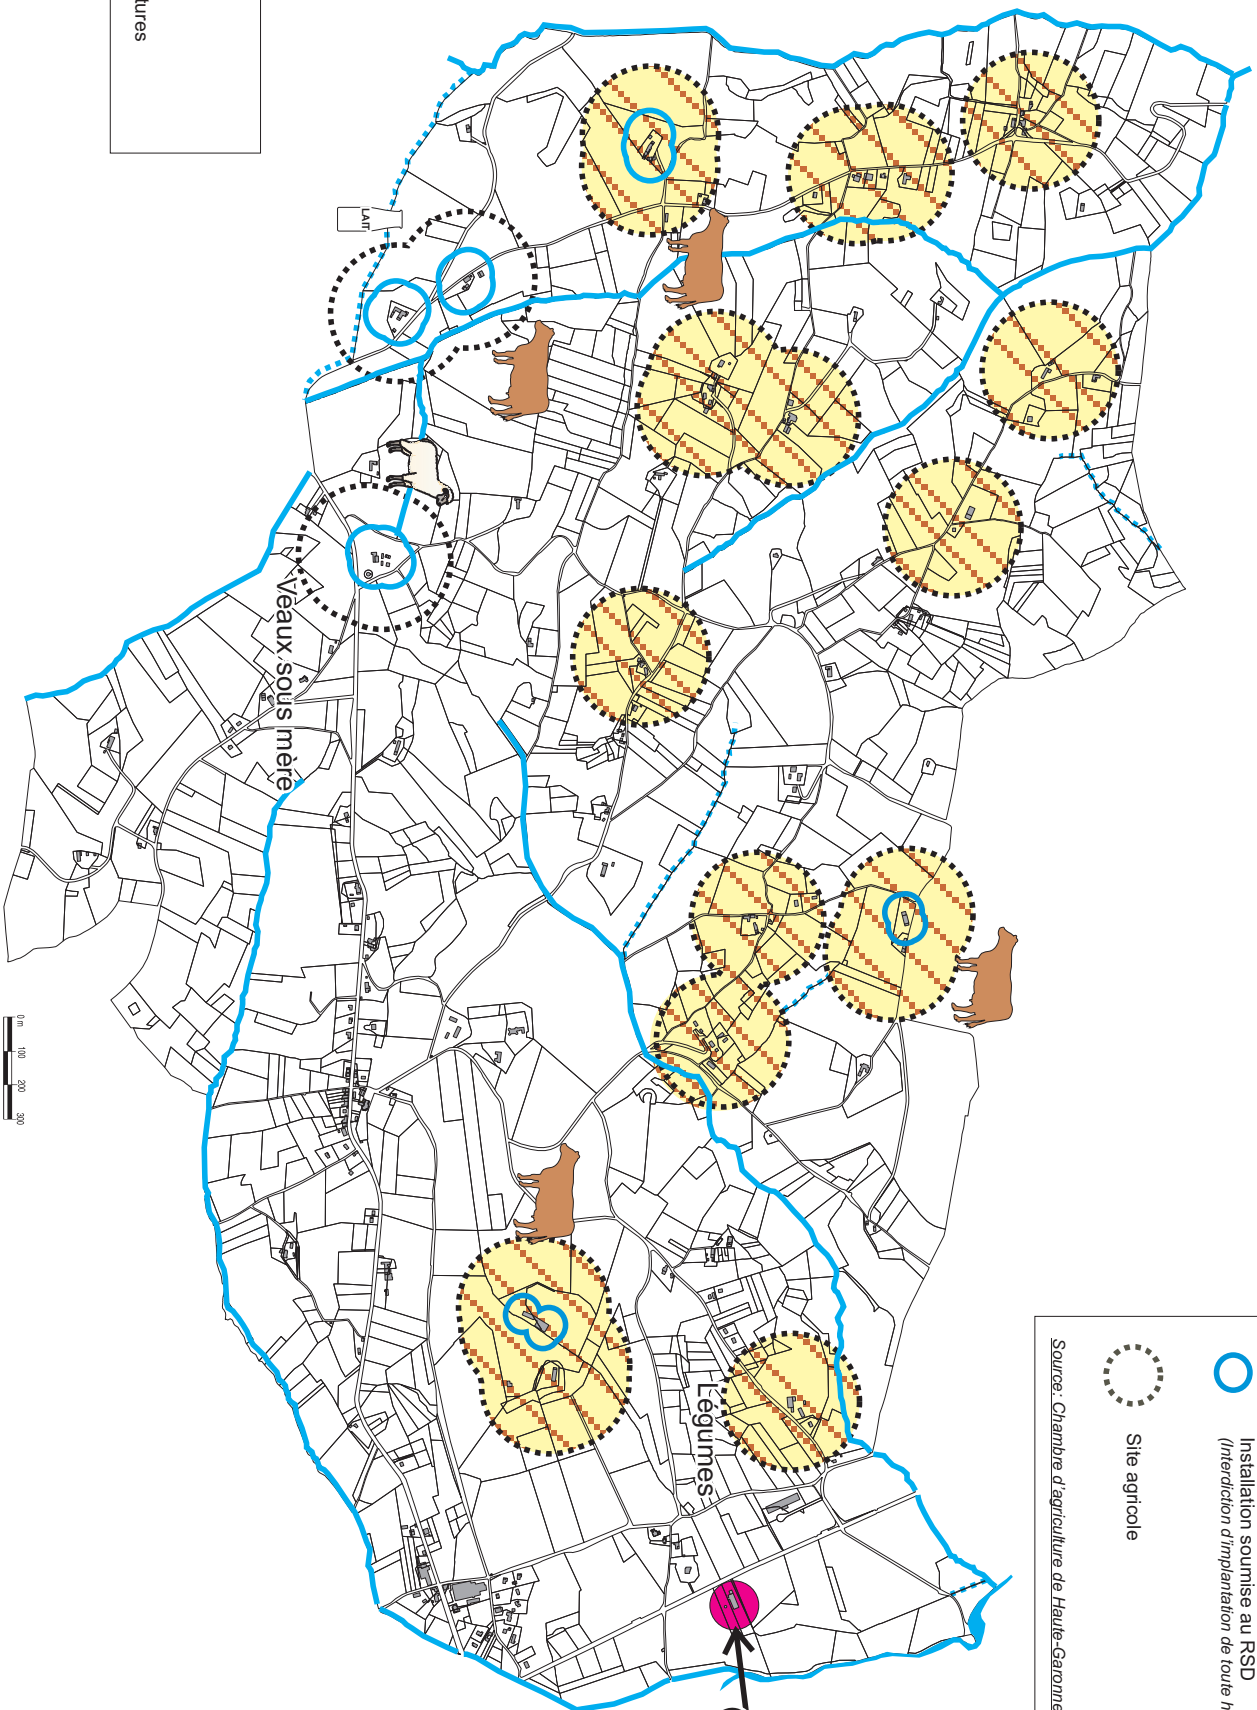 tures
LAIT
Veaux sous mère
Légumes
0 m 100 200 300
Installation soumise au RSD
(Interdiction d'implantation de toute h
Site agricole
Source: Chambre d'agriculture de Haute-Garonne